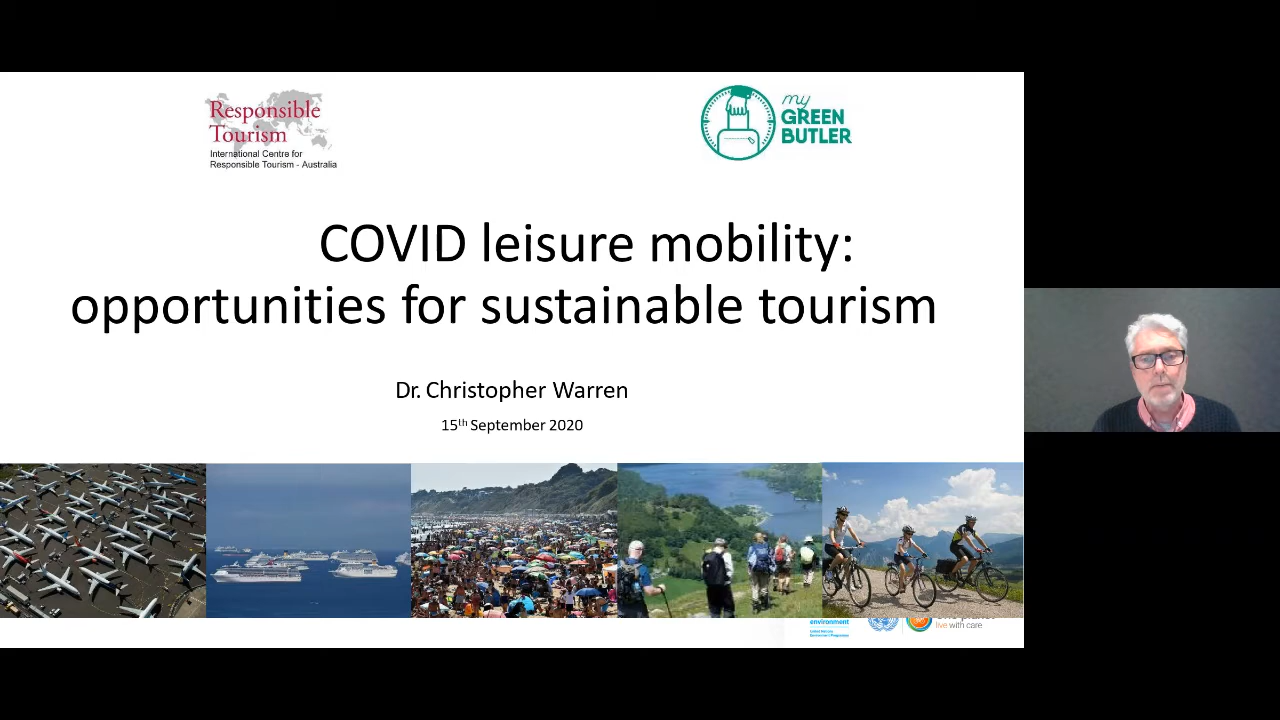 Responsible
Tourism
International Centre for
Responsible Tourism - Australia
my
GREEN
BUTLER
COVID leisure mobility:
opportunities for sustainable tourism
Dr. Christopher Warren
15th September 2020
environment
live with care